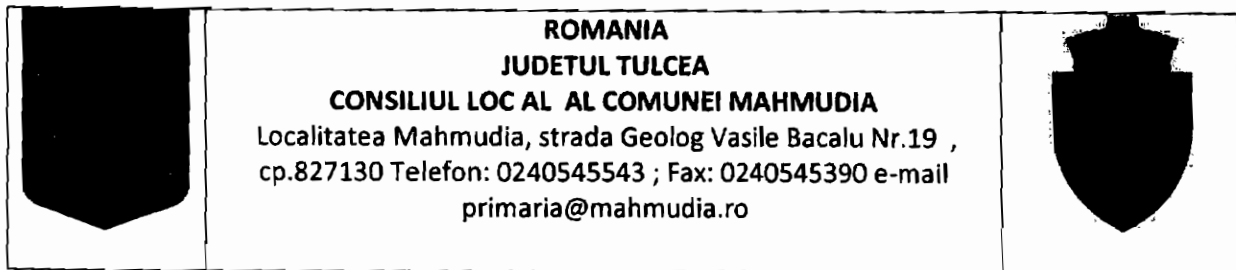 ROMANIA
JUDETUL TULCEA
CONSILIUL LOC AL AL COMUNEI MAHMUDIA
Localitatea Mahmudia, strada Geolog Vasile Bacalu Nr.19 ,
cp.827130 Telefon: 0240545543 ; Fax: 0240545390 e-mail
primaria@mahmudia.ro